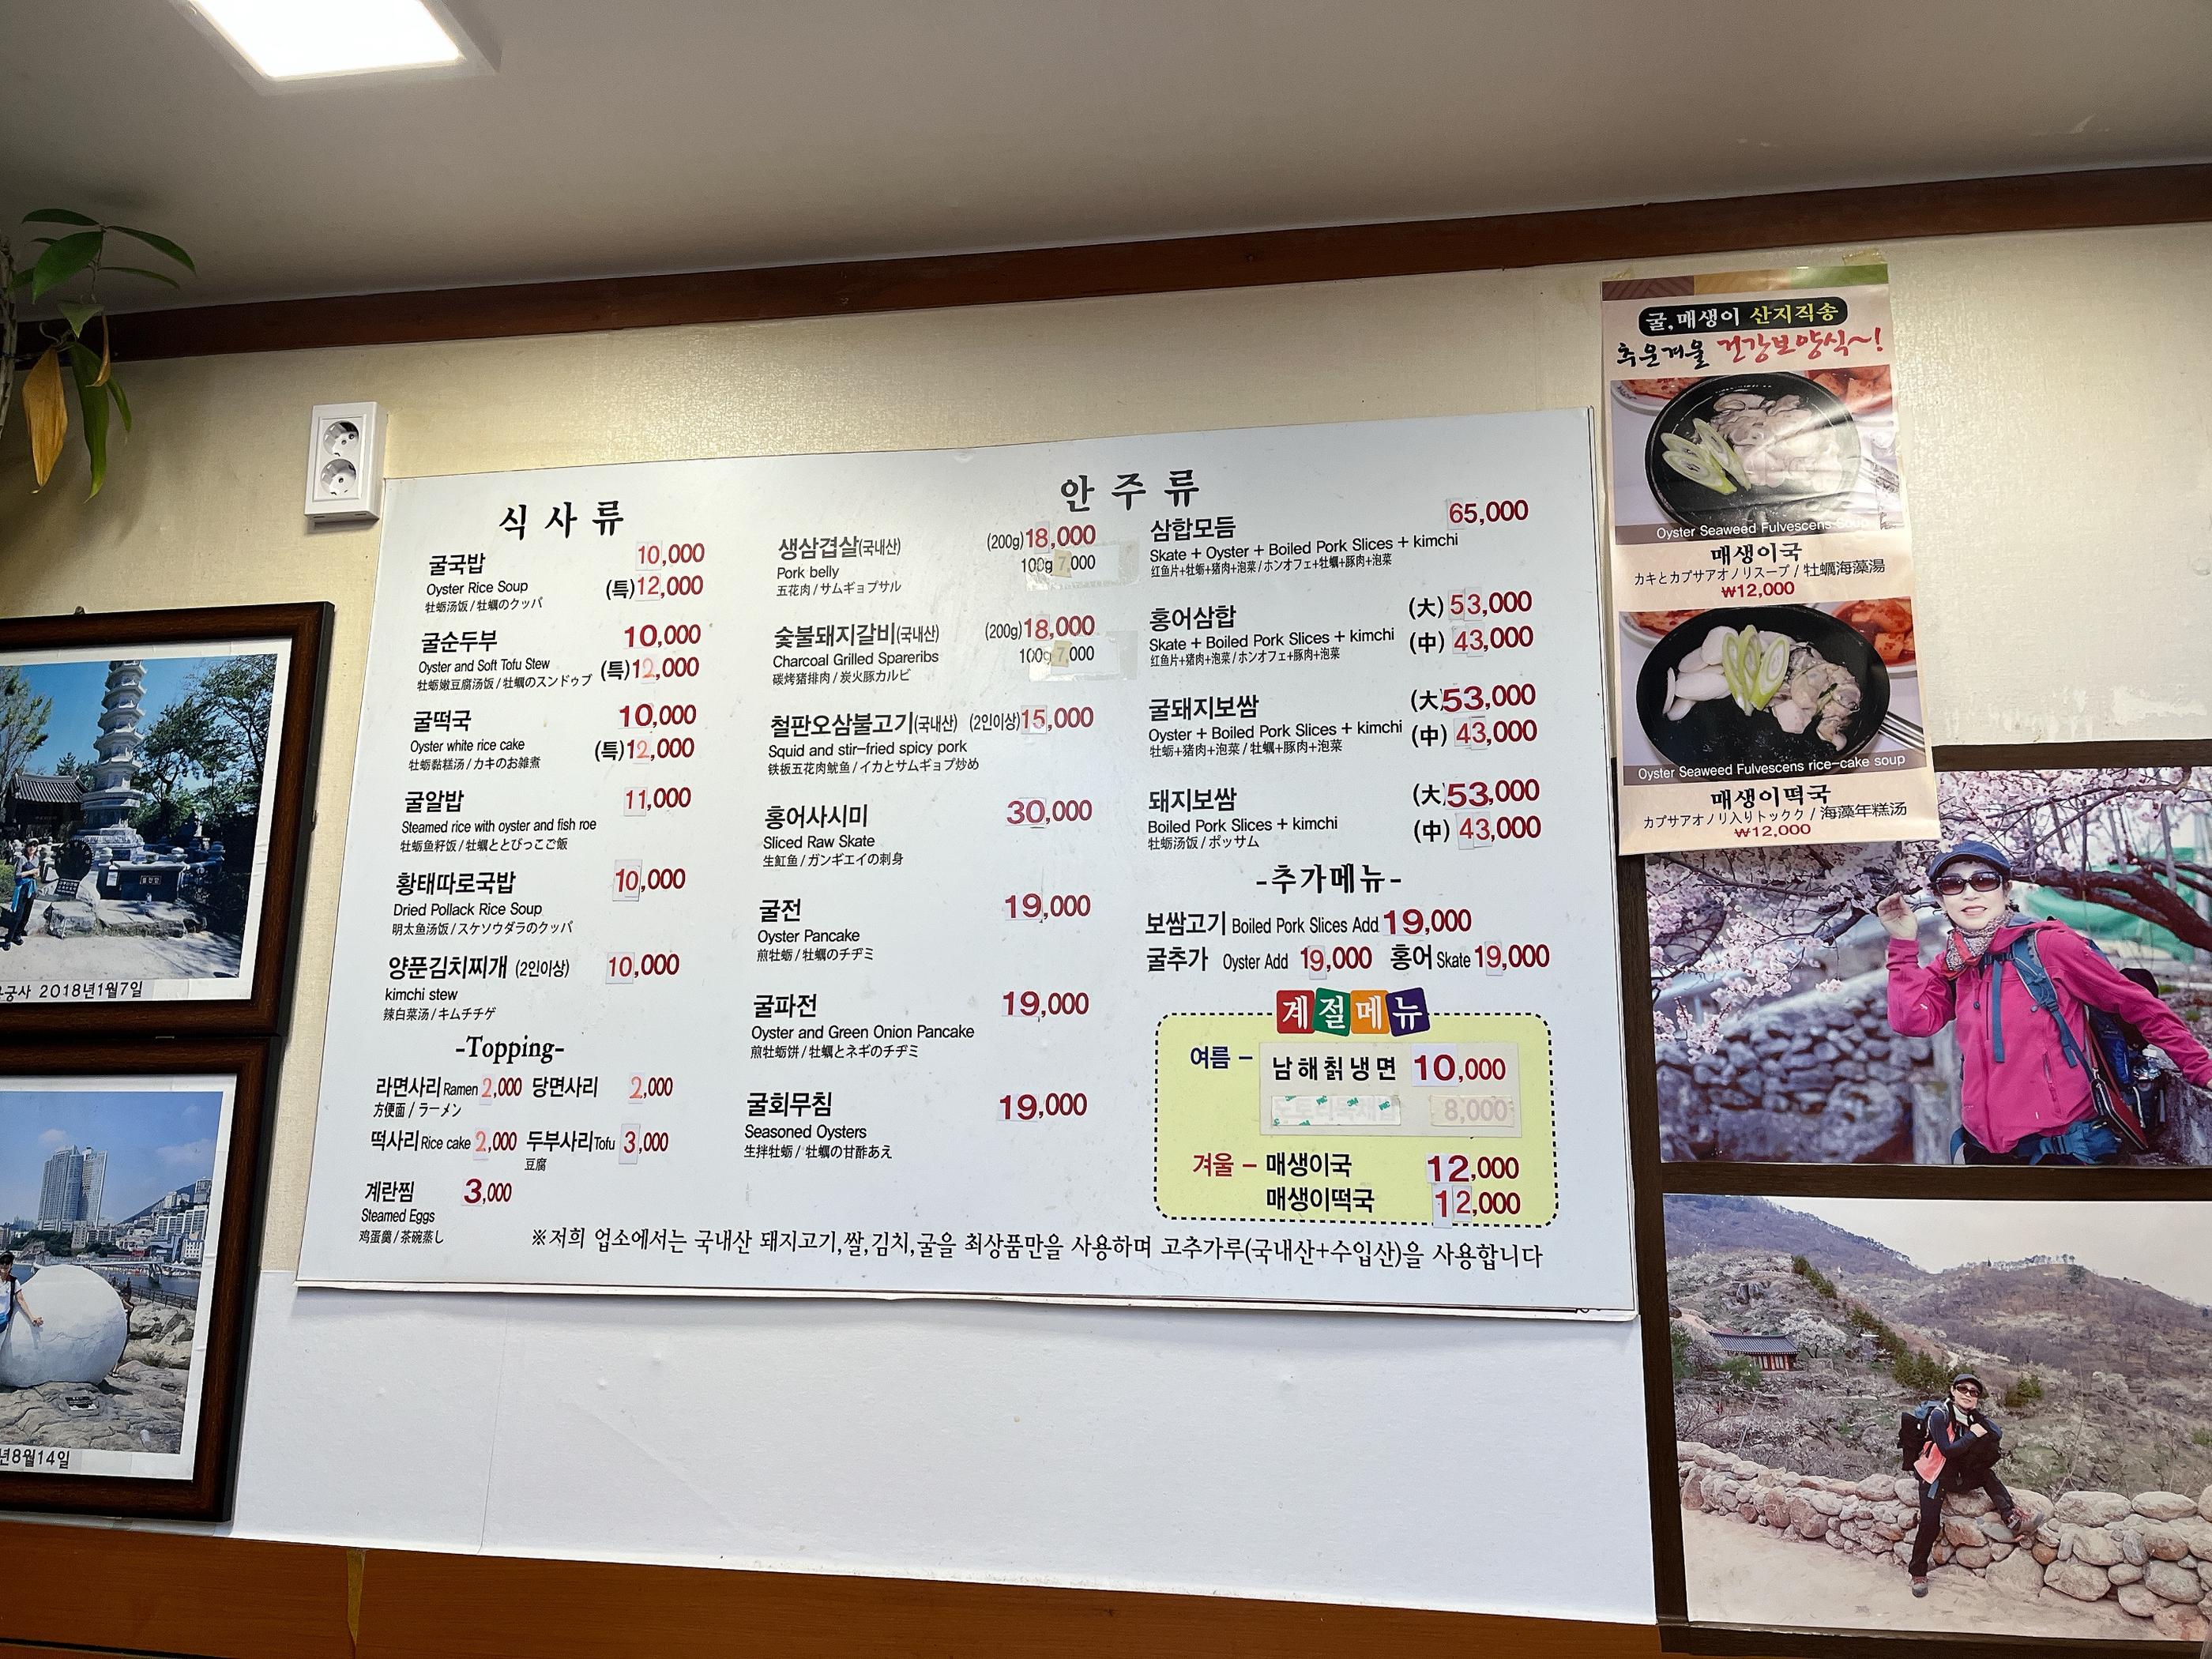 식사류
굴국밥 10,000
Oyster Rice Soup (특)12,000
牡蛎汤饭 / 牡蠣のクッパ
굴순두부 10,000
Oyster and Soft Tofu Stew (특)12,000
牡蛎嫩豆腐汤饭 / 牡蠣のスンドゥブ
굴떡국 10,000
Oyster white rice cake (특)12,000
牡蛎黏糕汤 / カキのお雑煮
굴알밥 11,000
Steamed rice with oyster and fish roe
牡蛎鱼籽饭 / 牡蠣ととびっこご飯
황태따로국밥 10,000
Dried Pollack Rice Soup
明太鱼汤饭 / スケソウダラのクッパ
양푼김치찌개 (2인이상) 10,000
kimchi stew
辣白菜汤 / キムチチゲ
-Topping-
라면사리 Ramen 2,000 당면사리 2,000
方便面 / ラーメン
떡사리 Rice cake 2,000 두부사리 Tofu 3,000
豆腐
계란찜 3,000
Steamed Eggs
鸡蛋羹 / 茶碗蒸し
안주류
생삼겹살(국내산) (200g)18,000
Pork belly 100g 7,000
五花肉 / サムギョプサル
숯불돼지갈비(국내산) (200g)18,000
Charcoal Grilled Spareribs 100g 7,000
碳烤猪排肉 / 炭火豚カルビ
철판오삼불고기(국내산) (2인이상)15,000
Squid and stir-fried spicy pork
铁板五花肉鱿鱼 / イカとサムギョプ炒め
홍어사시미 30,000
Sliced Raw Skate
生魟鱼 / ガンギエイの刺身
굴전 19,000
Oyster Pancake
煎牡蛎 / 牡蠣のチヂミ
굴파전 19,000
Oyster and Green Onion Pancake
煎牡蛎饼 / 牡蠣とネギのチヂミ
굴회무침 19,000
Seasoned Oysters
生拌牡蛎 / 牡蠣の甘酢あえ
삼합모듬 65,000
Skate + Oyster + Boiled Pork Slices + kimchi
红鱼片+牡蛎+猪肉+泡菜 / ホンオフェ+牡蠣+豚肉+泡菜
홍어삼합 (大) 53,000
Skate + Boiled Pork Slices + kimchi (中) 43,000
红鱼片+猪肉+泡菜 / ホンオフェ+豚肉+泡菜
굴돼지보쌈 (大)53,000
Oyster + Boiled Pork Slices + kimchi (中) 43,000
牡蛎+猪肉+泡菜 / 牡蠣+豚肉+泡菜
돼지보쌈 (大)53,000
Boiled Pork Slices + kimchi (中) 43,000
牡蛎汤饭 / ポッサム
-추가메뉴-
보쌈고기 Boiled Pork Slices Add 19,000
굴추가 Oyster Add 19,000 홍어 Skate 19,000
계절메뉴
여름 - 남해칡냉면 10,000
8,000
겨울 - 매생이국 12,000
매생이떡국 12,000
※저희 업소에서는 국내산 돼지고기,쌀,김치,굴을 최상품만을 사용하며 고추가루(국내산+수입산)을 사용합니다
굴,매생이 산지직송
추운겨울 건강보양식~!
Oyster Seaweed Fulvescens Soup
매생이국
カキとカプサアオノリスープ / 牡蠣海藻湯
₩12,000
Oyster Seaweed Fulvescens rice-cake soup
매생이떡국
カプサアオノリ入りトックク / 海藻年糕汤
₩12,000
궁사 2018년1월7일
년8월14일